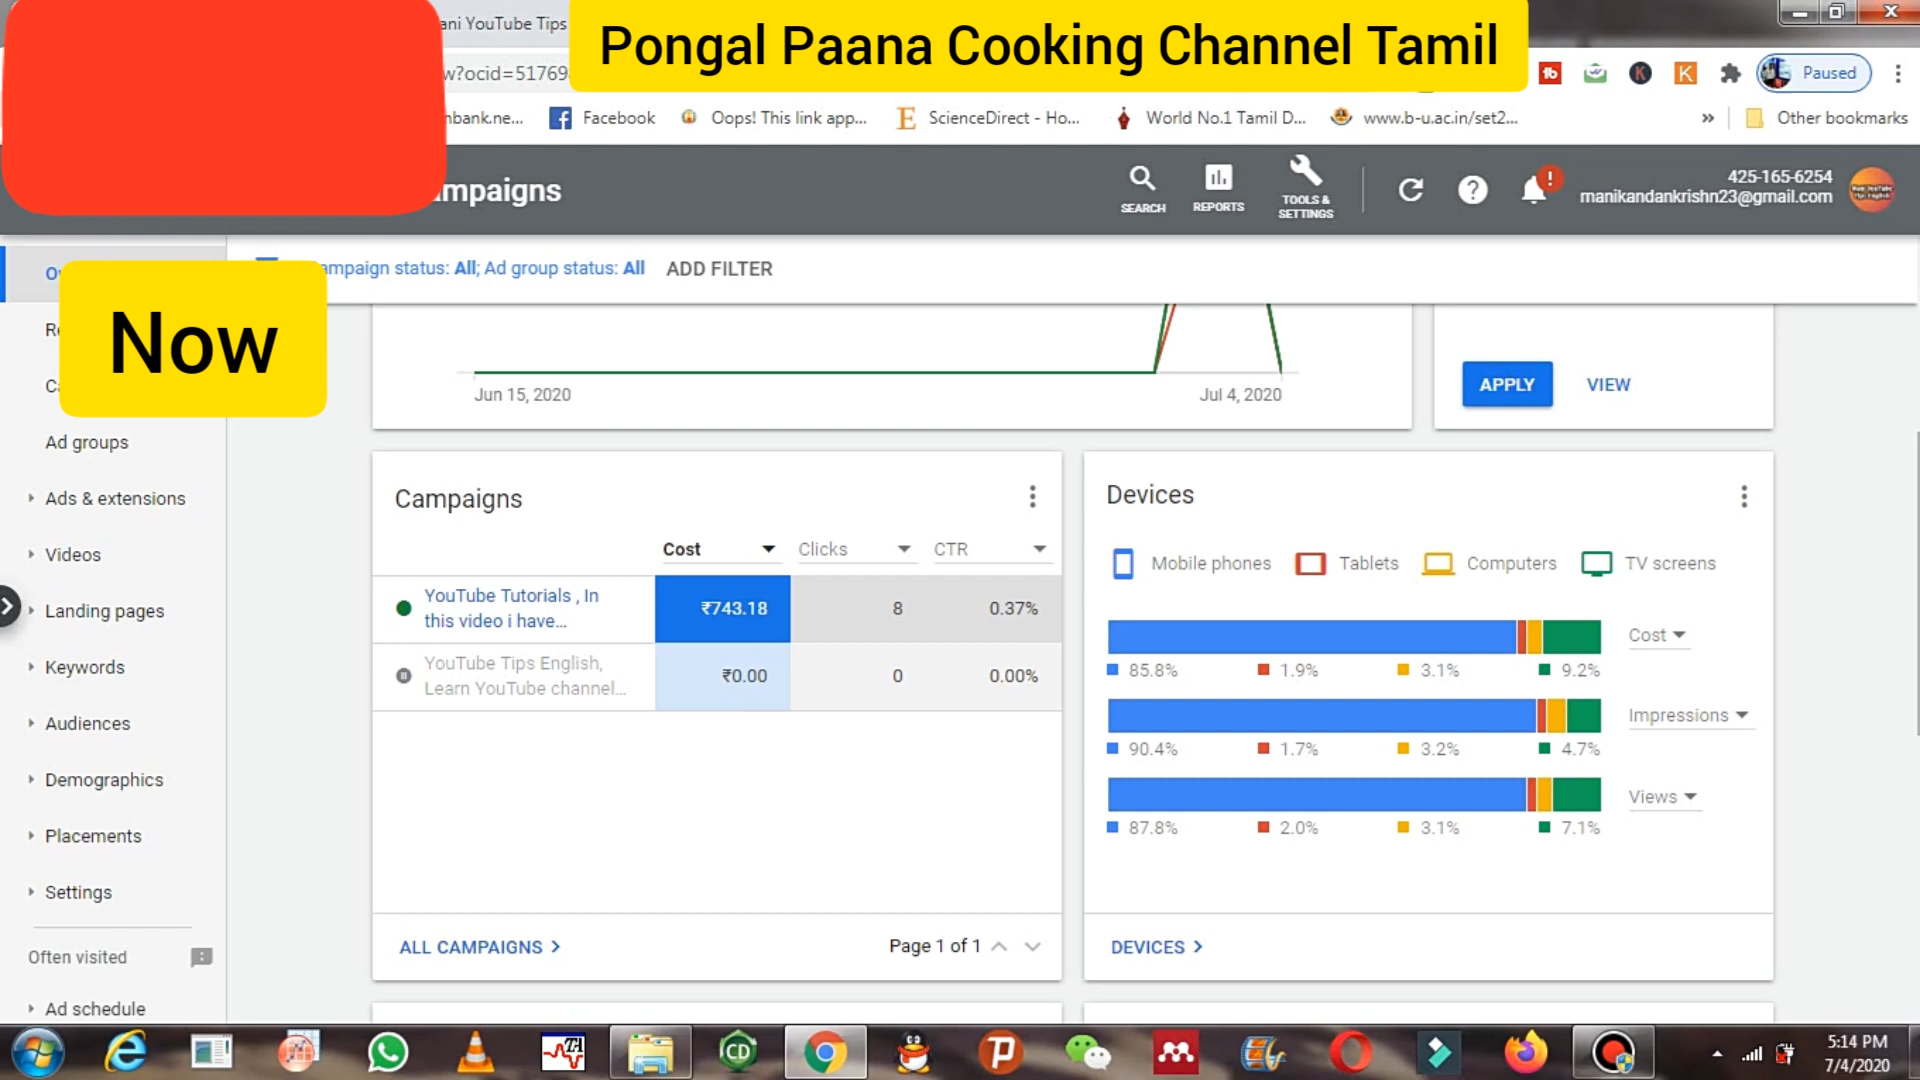 ani YouTube Tips
Pongal Paana Cooking Channel Tamil
w?ocid=51769
Paused
nbank.ne...
Facebook
Oops! This link app...
ScienceDirect - Ho...
World No.1 Tamil D...
www.b-u.ac.in/set2...
»
Other bookmarks
mpaigns
SEARCH
REPORTS
TOOLS &
SETTINGS
425-165-6254
manikandankrishn23@gmail.com
ampaign status: All; Ad group status: All
ADD FILTER
Now
Ad groups
Ads & extensions
Videos
Landing pages
Keywords
Audiences
Demographics
Placements
Settings
Often visited
Ad schedule
Jun 15, 2020
Jul 4, 2020
APPLY
VIEW
Campaigns
Cost
Clicks
CTR
YouTube Tutorials , In
this video i have...
₹743.18
8
0.37%
YouTube Tips English,
Learn YouTube channel...
₹0.00
0
0.00%
ALL CAMPAIGNS
Page 1 of 1
Devices
Mobile phones
Tablets
Computers
TV screens
Cost
85.8%
1.9%
3.1%
9.2%
Impressions
90.4%
1.7%
3.2%
4.7%
Views
87.8%
2.0%
3.1%
7.1%
DEVICES
5:14 PM
7/4/2020